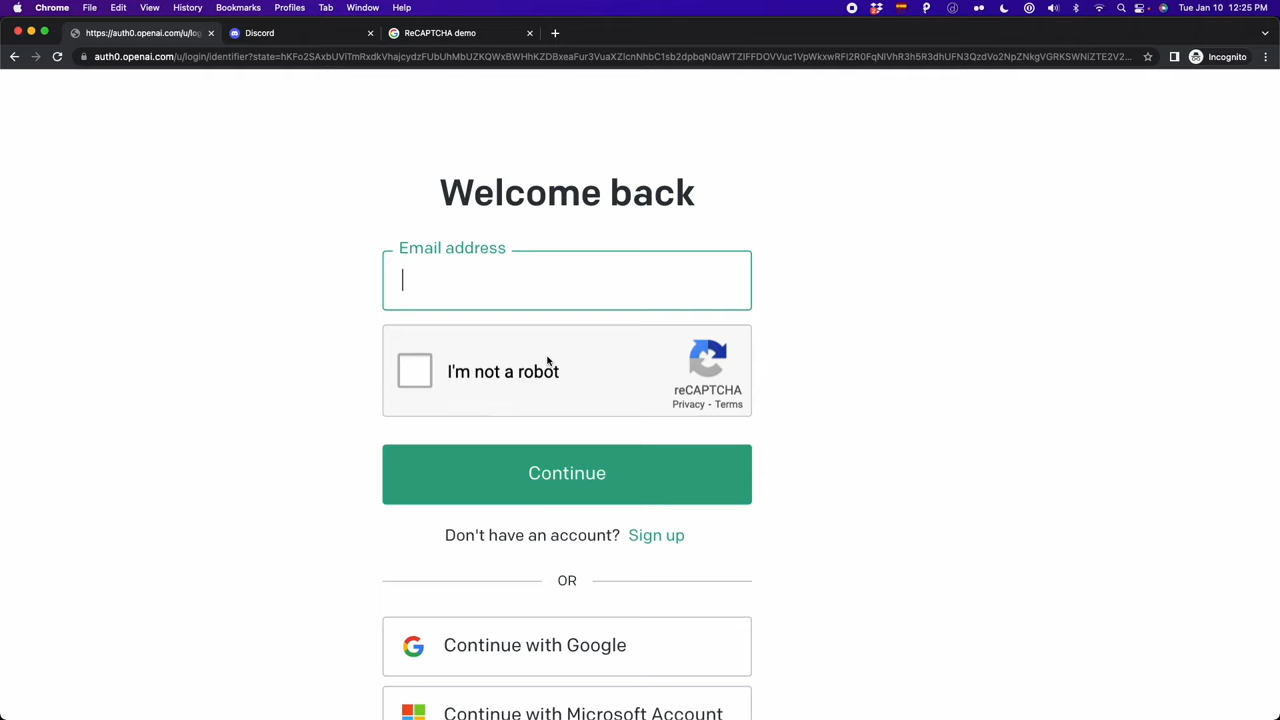 Chrome File Edit View History Bookmarks Profiles Tab Window Help Tue Jan 10 12:25 PM
https://auth0.openai.com/u/log Discord ReCAPTCHA demo
Incognito
Welcome back
Email address
I'm not a robot
reCAPTCHA
Privacy - Terms
Continue
Don't have an account? Sign up
OR
Continue with Google
Continue with Microsoft Account